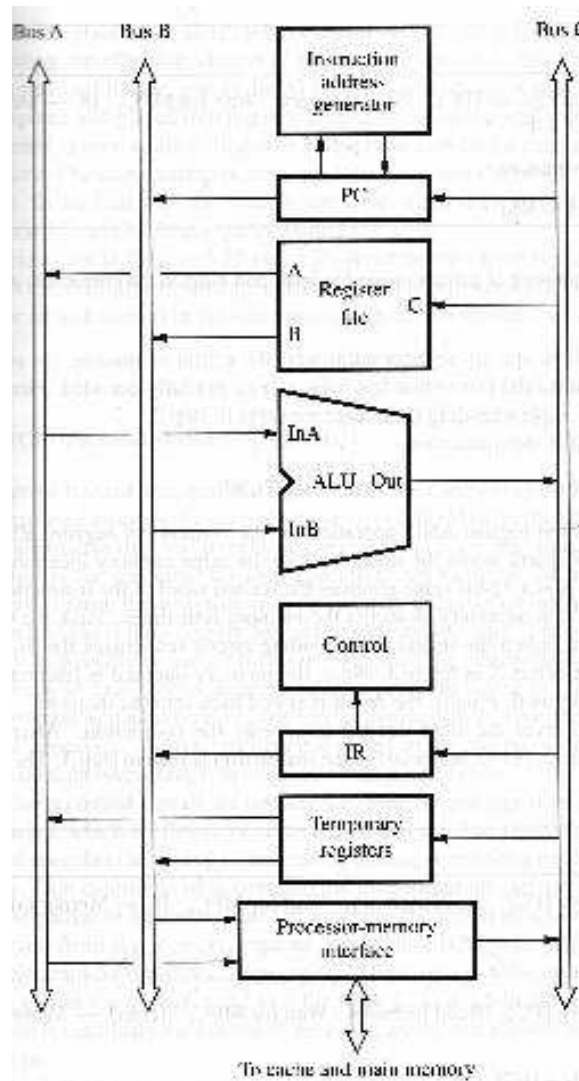 Bus A
Bus B
Bus C
Instruction
address
generator
PC
A
Register
C
file
B
InA
ALU Out
InB
Control
IR
Temporary
registers
Processor-memory
interface
To cache and main memory